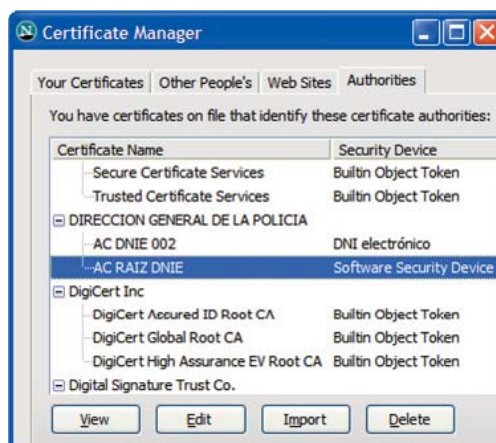 Certificate Manager
Your Certificates Other People's Web Sites Authorities
You have certificates on file that identify these certificate authorities:
Certificate Name Security Device
Secure Certificate Services Builtin Object Token
Trusted Certificate Services Builtin Object Token
DIRECCION GENERAL DE LA POLICIA
AC DNIE 002 DNI electrónico
AC RAIZ DNIE Software Security Device
DigiCert Inc
DigiCert Assured ID Root CA Builtin Object Token
DigiCert Global Root CA Builtin Object Token
DigiCert High Assurance EV Root CA Builtin Object Token
Digital Signature Trust Co.
View Edit Import Delete